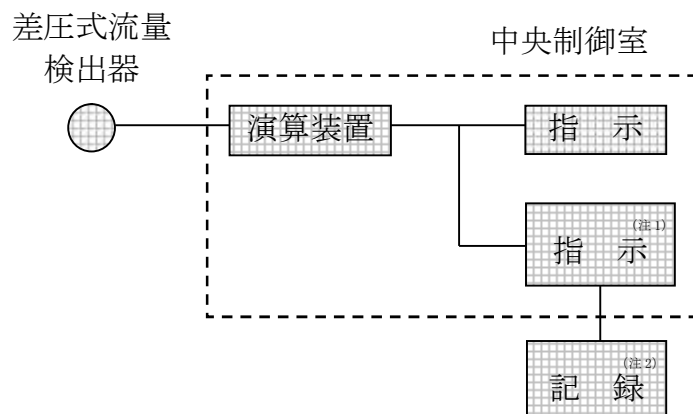 差圧式流量
検出器
中央制御室
演算装置
指 示
(注1)
指 示
(注2)
記 録